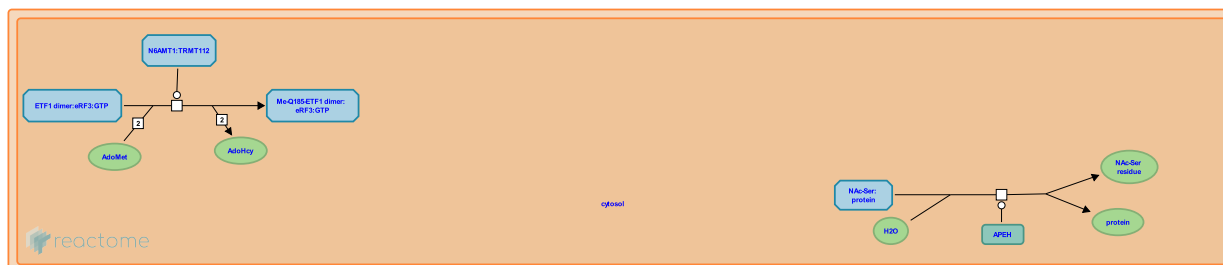 N6AMT1:TRMT112
ETF1 dimer:eRF3:GTP
Me-Q185-ETF1 dimer:
eRF3:GTP
2
2
AdoMet
AdoHcy
NAc-Ser
residue
NAc-Ser:
protein
cytosol
H2O
APEH
protein
reactome